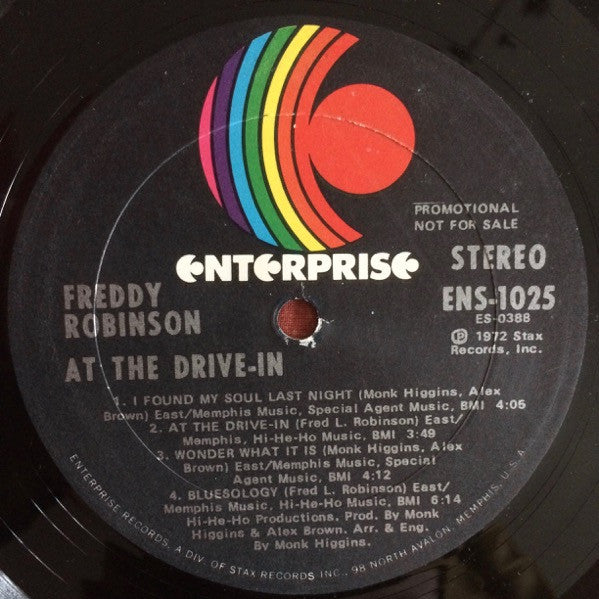 ENTERPRISE
PROMOTIONAL
NOT FOR SALE
STEREO
ENS-1025
ES-0388
℗ 1972 Stax
Records, Inc.
FREDDY
ROBINSON
AT THE DRIVE-IN
1. I FOUND MY SOUL LAST NIGHT (Monk Higgins, Alex
Brown) East/Memphis Music, Special Agent Music, BMI 4:05
2. AT THE DRIVE-IN (Fred L. Robinson) East/
Memphis, Hi-He-Ho Music, BMI 3:49
3. WONDER WHAT IT IS (Monk Higgins, Alex
Brown) East/Memphis Music, Special
Agent Music, BMI 4:12
4. BLUESOLOGY (Fred L. Robinson) East/
Memphis Music, Hi-He-Ho Music, BMI 6:14
Hi-He-Ho Productions. Prod. By Monk
Higgins & Alex Brown. Arr. & Eng.
By Monk Higgins.
ENTERPRISE RECORDS, A DIV. OF STAX RECORDS INC., 98 NORTH AVALON, MEMPHIS, U.S.A.